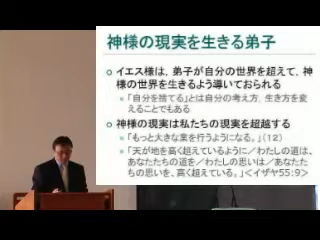 神様の現実を生きる弟子
イエス様は，弟子が自分の世界を超えて，神
様の世界を生きるよう導いておられる
「自分を捨てる」とは自分の考え方，生き方を変
えることでもある
神様の現実は私たちの現実を超越する
「もっと大きな業を行うようになる。」（12）
「天が地を高く超えているように／わたしの道は、
あなたたちの道を／わたしの思いは／あなた
たちの思いを、高く超えている。」＜イザヤ55:9＞